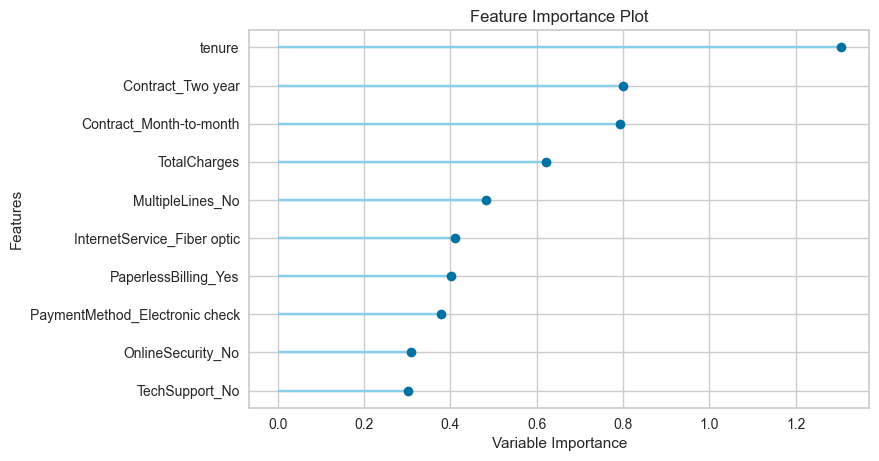 Feature Importance Plot
Features
tenure
Contract_Two year
Contract_Month-to-month
TotalCharges
MultipleLines_No
InternetService_Fiber optic
PaperlessBilling_Yes
PaymentMethod_Electronic check
OnlineSecurity_No
TechSupport_No
0.0 0.2 0.4 0.6 0.8 1.0 1.2
Variable Importance